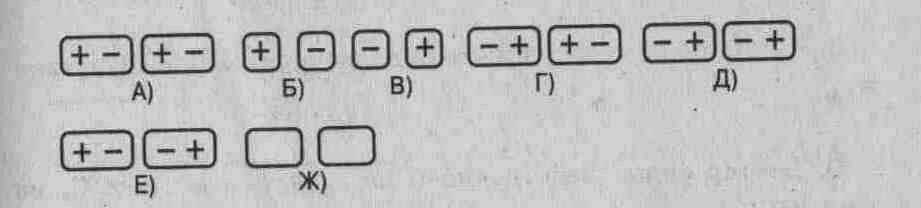 + − + − + − − + − + + − − + − +
А) Б) В) Г) Д)
+ − − +
Е) Ж)